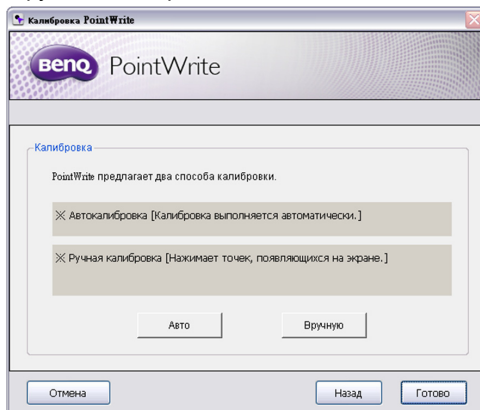 Калибровка PointWrite
BenQ PointWrite
Калибровка
PointWrite предлагает два способа калибровки.
※ Автокалибровка [Калибровка выполняется автоматически.]
※ Ручная калибровка [Нажимает точек, появляющихся на экране.]
Авто Вручную
Отмена Назад Готово